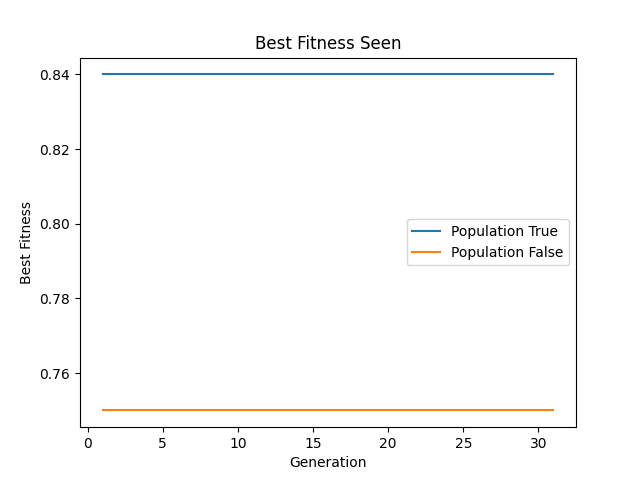 Best Fitness Seen
Best Fitness
0.84
0.82
0.80
0.78
0.76
Population True
Population False
0 5 10 15 20 25 30
Generation